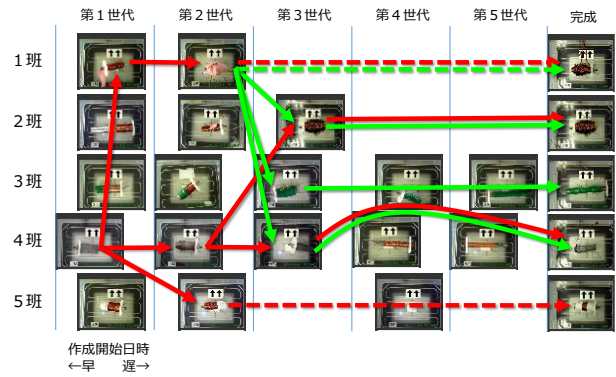 第１世代 第２世代 第３世代 第４世代 第５世代 完成
１班
２班
３班
４班
５班
作成開始日時
←早 遅→